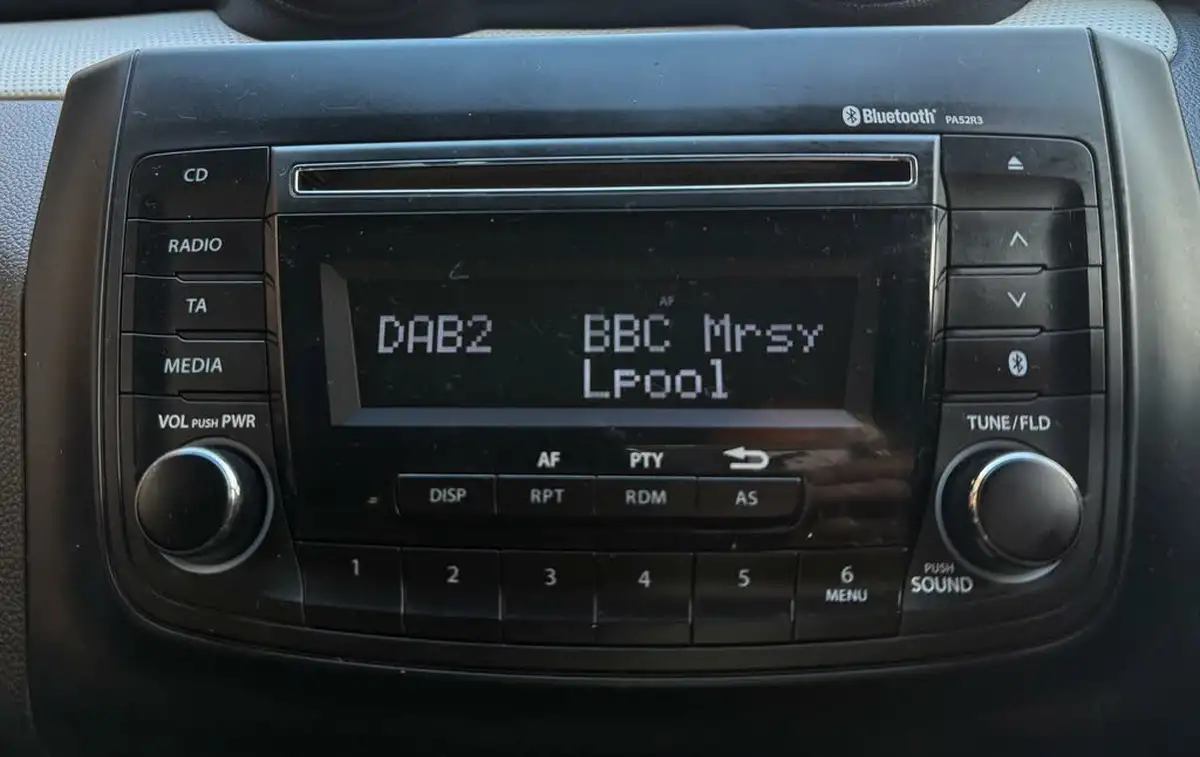 Bluetooth PA52R3
CD
RADIO
TA
MEDIA
VOL PUSH PWR
AF
DAB2 BBC Mrsy
Lpool
TUNE/FLD
AF PTY
DISP RPT RDM AS
1 2 3 4 5 6
MENU
PUSH
SOUND